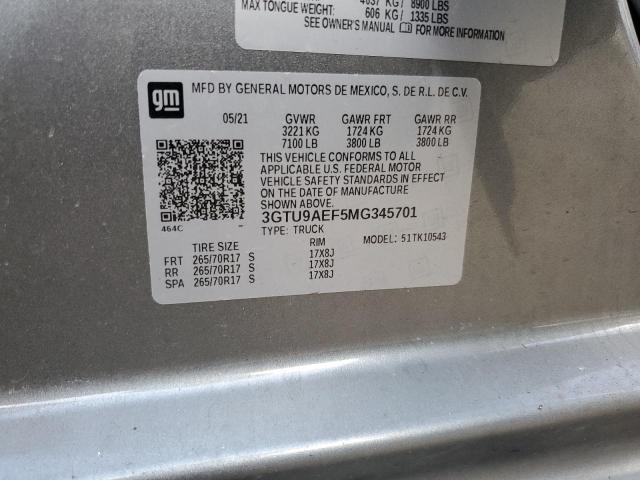 4037 KG/ 8900 LBS
MAX TONGUE WEIGHT: 606 KG/ 1335 LBS
SEE OWNER'S MANUAL FOR MORE INFORMATION
gm
MFD BY GENERAL MOTORS DE MEXICO, S. DE R.L. DE C.V.
05/21 GVWR GAWR FRT GAWR RR
3221 KG 1724 KG 1724 KG
7100 LB 3800 LB 3800 LB
THIS VEHICLE CONFORMS TO ALL
APPLICABLE U.S. FEDERAL MOTOR
VEHICLE SAFETY STANDARDS IN EFFECT
ON THE DATE OF MANUFACTURE
SHOWN ABOVE.
3GTU9AEF5MG345701
464C TYPE: TRUCK MODEL: 51TK10543
TIRE SIZE RIM
FRT 265/70R17 S 17X8J
RR 265/70R17 S 17X8J
SPA 265/70R17 S 17X8J